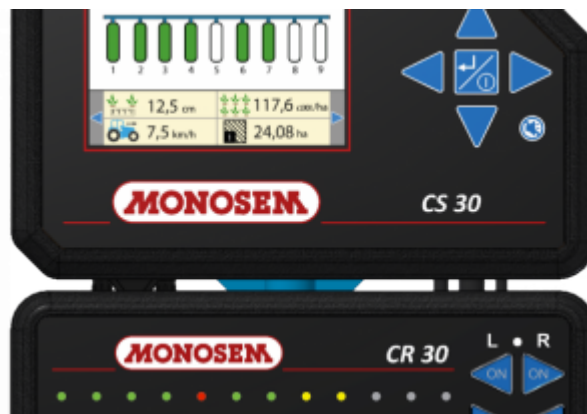 1 2 3 4 5 6 7 8 9
12,5 cm 117,6
7,5 km/h 24,08 ha
MONOSEM CS 30
L R
MONOSEM CR 30
ON ON